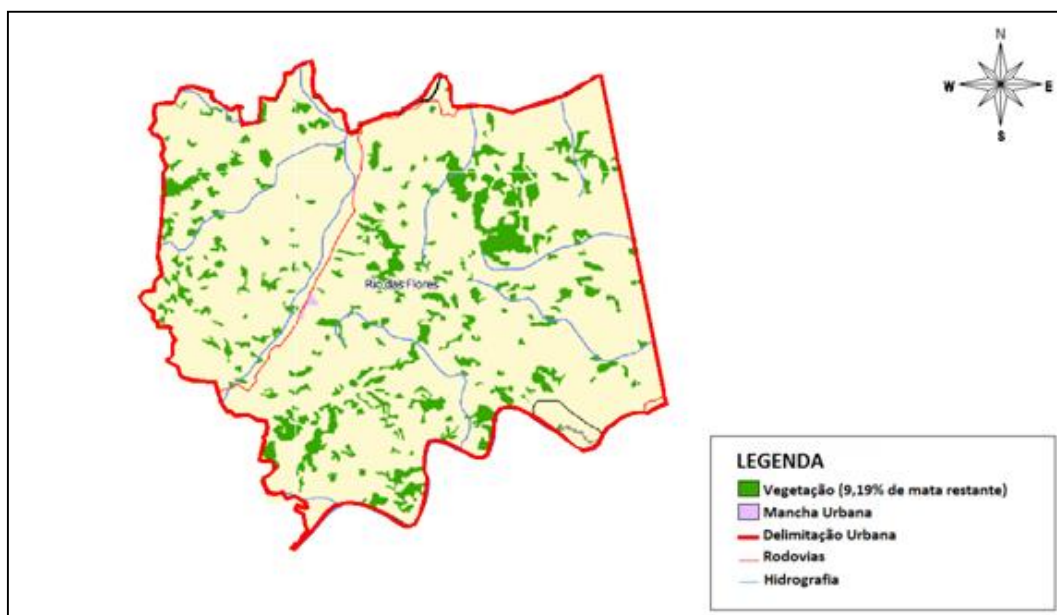 N
W E
S
Rio das Flores
LEGENDA
Vegetação (9,19% de mata restante)
Mancha Urbana
Delimitação Urbana
Rodovias
Hidrografia